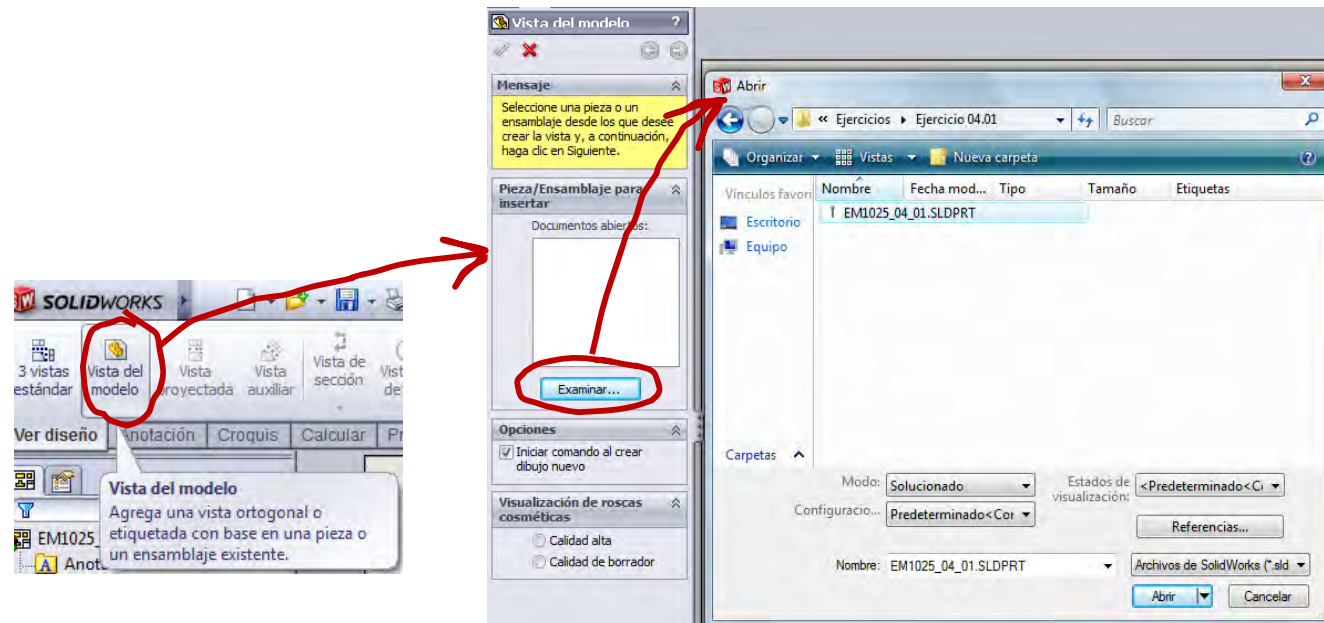 SOLIDWORKS
3 vistas
estándar
Vista del
modelo
Vista
proyectada
Vista
auxiliar
Vista de
sección
Ver diseño
Anotación
Croquis
Calcular
Vista del modelo
Agrega una vista ortogonal o
etiquetada con base en una pieza o
un ensamblaje existente.
EM1025_
A
Vista del modelo ?
Mensaje
Seleccione una pieza o un
ensamblaje desde los que desee
crear la vista y, a continuación,
haga clic en Siguiente.
Pieza/Ensamblaje para
insertar
Documentos abiertos:
Examinar...
Opciones
Iniciar comando al crear
dibujo nuevo
Visualización de roscas
cosméticas
Calidad alta
Calidad de borrador
Abrir
« Ejercicios Ejercicio 04.01
Buscar
Organizar Vistas Nueva carpeta
Vínculos favori
Nombre Fecha mod... Tipo Tamaño Etiquetas
EM1025_04_01.SLDPRT
Escritorio
Equipo
Carpetas
Modo: Solucionado
Estados de
visualización:
<Predeterminado<Ci
Configuracio... Predeterminado<Cor
Referencias...
Nombre: EM1025_04_01.SLDPRT
Archivos de SolidWorks (*.sld
Abrir Cancelar